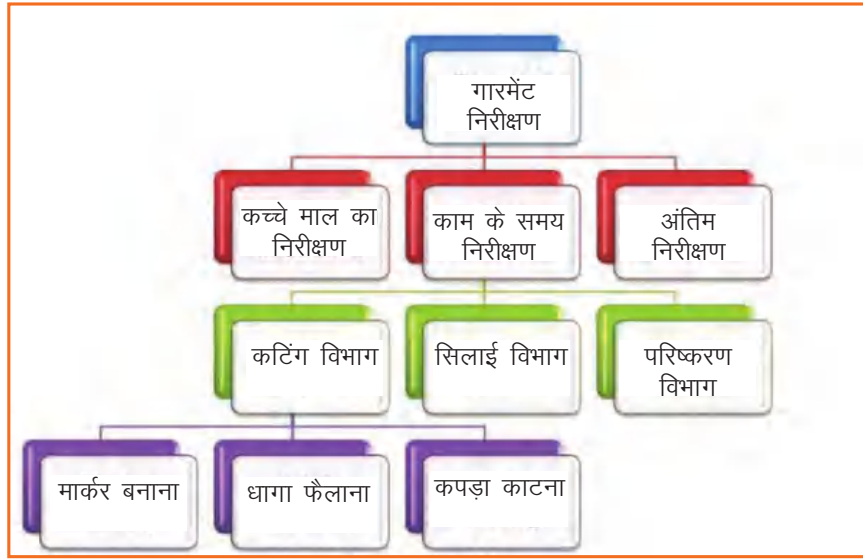 गारमेंट
निरीक्षण
कच्चे माल का
निरीक्षण
काम के समय
निरीक्षण
अंतिम
निरीक्षण
कटिंग विभाग
सिलाई विभाग
परिष्करण
विभाग
मार्कर बनाना
धागा फैलाना
कपड़ा काटना